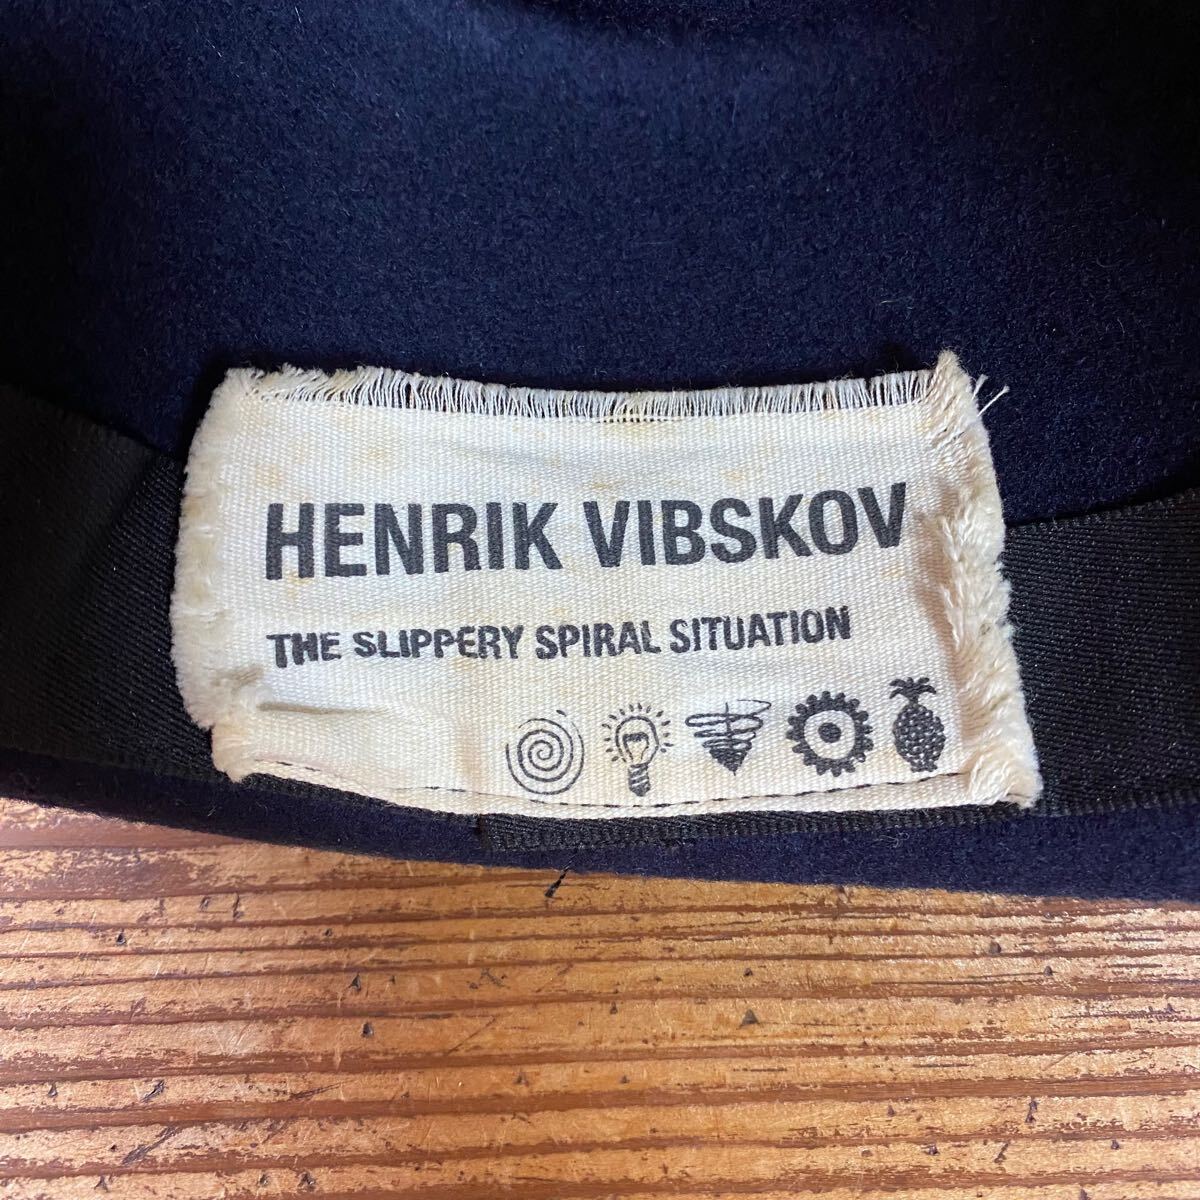 HENRIK VIBSKOV
THE SLIPPERY SPIRAL SITUATION